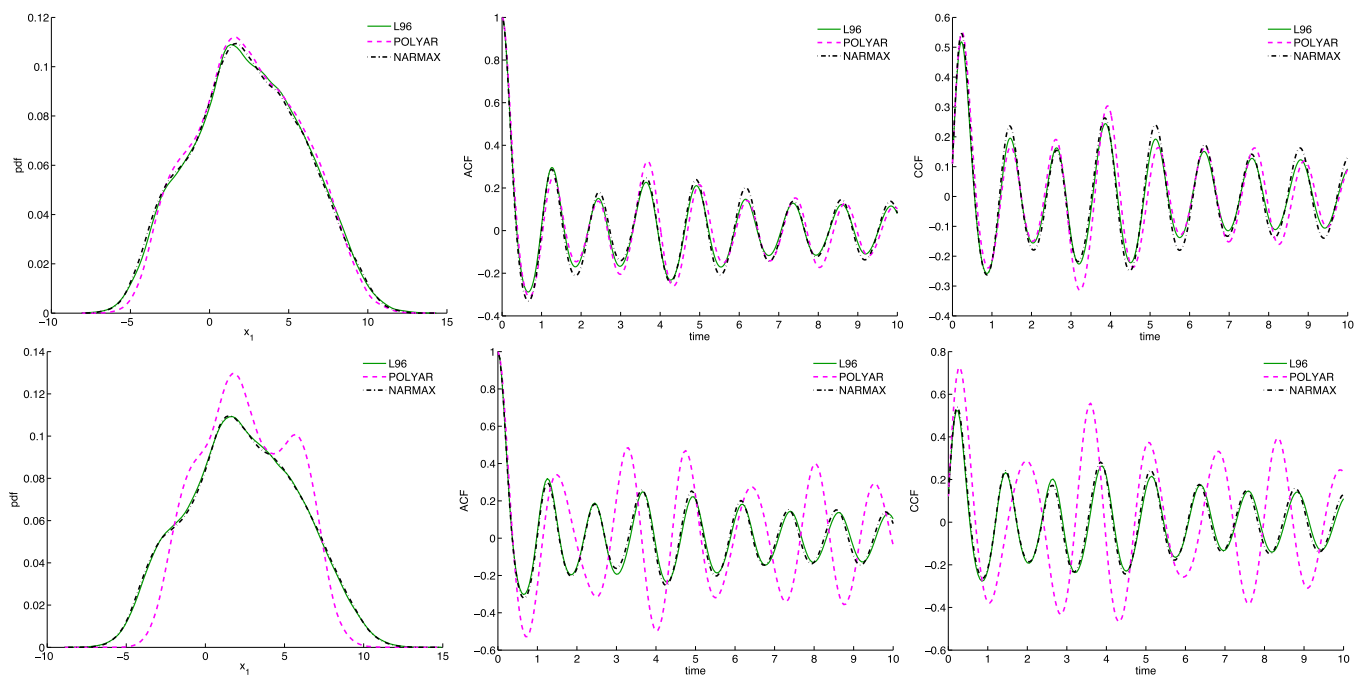 0.12
0.1
0.08
0.06
0.04
0.02
0
pdf
−10 −5 0 5 10 15
x1
L96
POLYAR
NARMAX
1
0.8
0.6
0.4
0.2
0
−0.2
−0.4
ACF
0 1 2 3 4 5 6 7 8 9 10
time
L96
POLYAR
NARMAX
0.6
0.5
0.4
0.3
0.2
0.1
0
−0.1
−0.2
−0.3
−0.4
CCF
0 1 2 3 4 5 6 7 8 9 10
time
L96
POLYAR
NARMAX
0.14
0.12
0.1
0.08
0.06
0.04
0.02
0
pdf
−10 −5 0 5 10 15
x1
L96
POLYAR
NARMAX
1
0.8
0.6
0.4
0.2
0
−0.2
−0.4
−0.6
ACF
0 1 2 3 4 5 6 7 8 9 10
time
L96
POLYAR
NARMAX
0.8
0.6
0.4
0.2
0
−0.2
−0.4
−0.6
CCF
0 1 2 3 4 5 6 7 8 9 10
time
L96
POLYAR
NARMAX